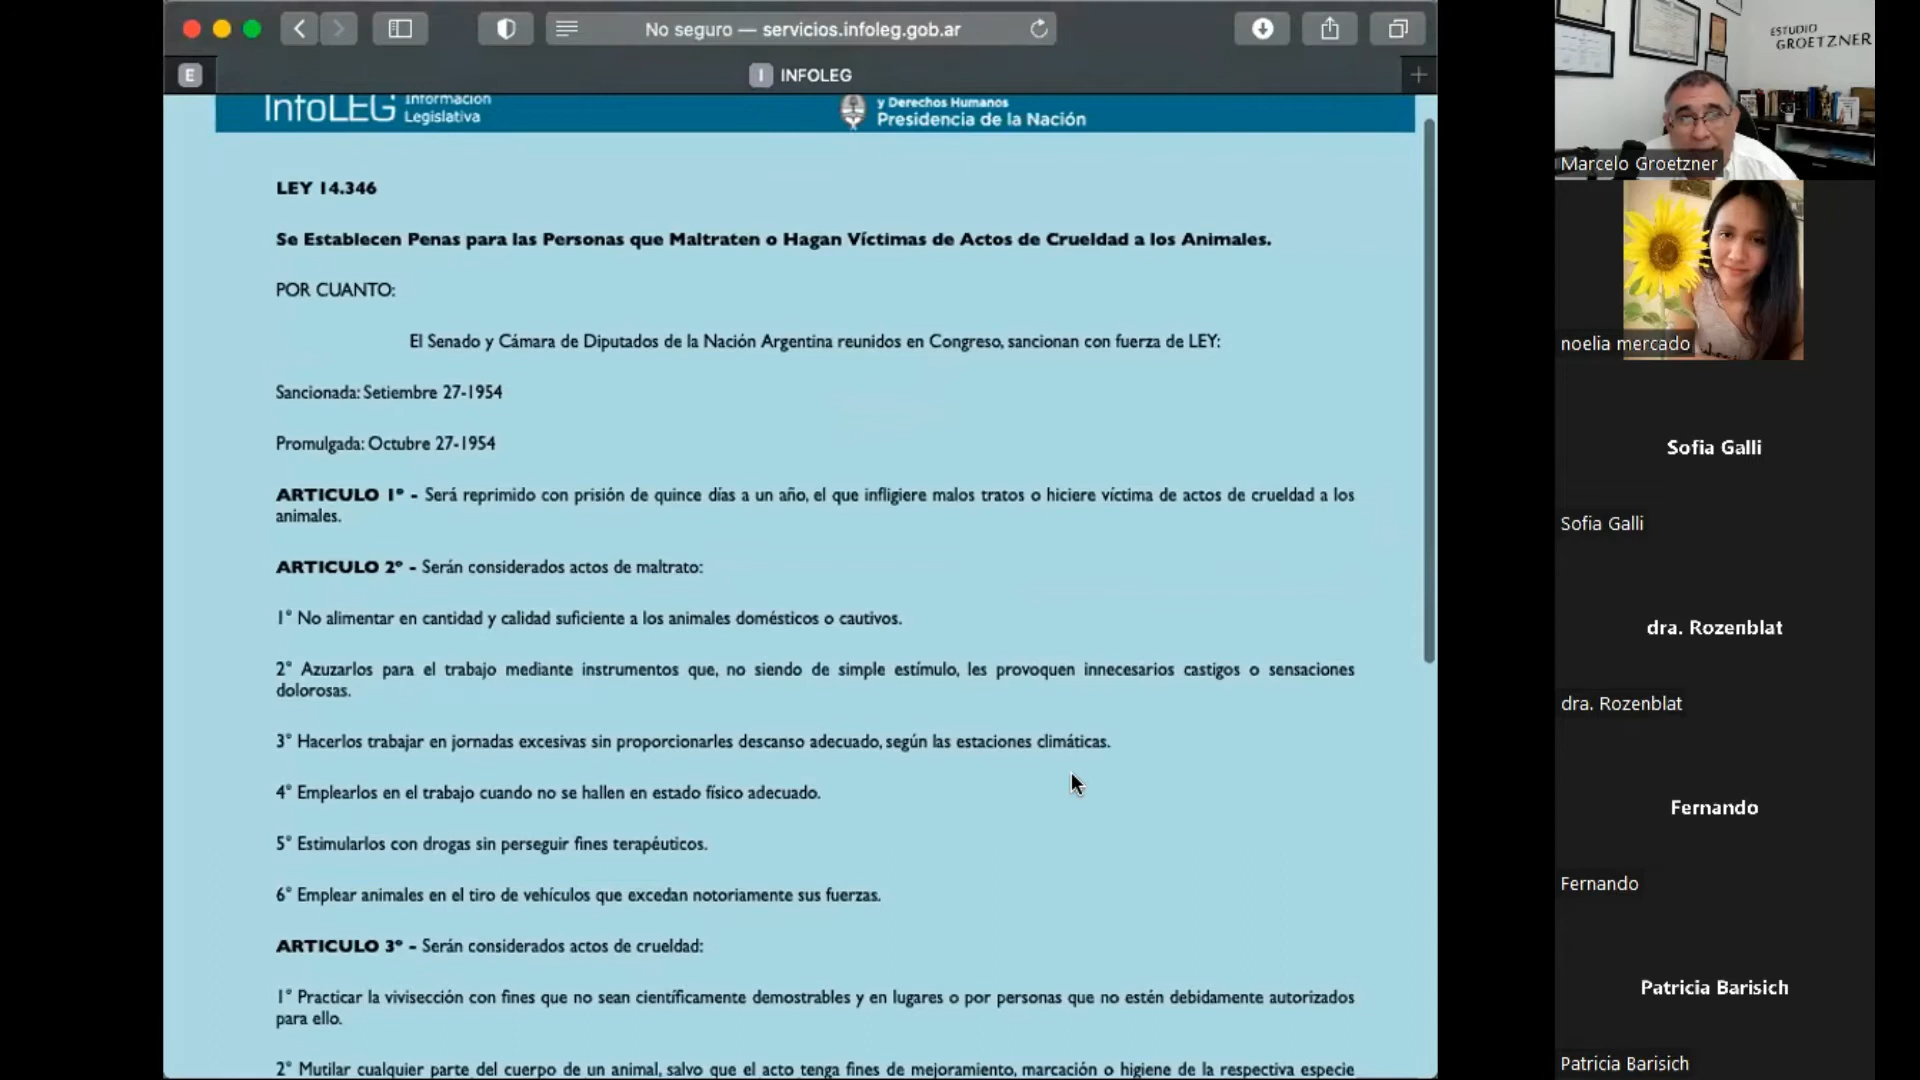 No seguro — servicios.infoleg.gob.ar
E
I INFOLEG
InfoLEG Información
Legislativa
y Derechos Humanos
Presidencia de la Nación
LEY 14.346
Se Establecen Penas para las Personas que Maltraten o Hagan Víctimas de Actos de Crueldad a los Animales.
POR CUANTO:
El Senado y Cámara de Diputados de la Nación Argentina reunidos en Congreso, sancionan con fuerza de LEY:
Sancionada: Setiembre 27-1954
Promulgada: Octubre 27-1954
ARTICULO 1º - Será reprimido con prisión de quince días a un año, el que infligiere malos tratos o hiciere víctima de actos de crueldad a los
animales.
ARTICULO 2º - Serán considerados actos de maltrato:
1° No alimentar en cantidad y calidad suficiente a los animales domésticos o cautivos.
2° Azuzarlos para el trabajo mediante instrumentos que, no siendo de simple estímulo, les provoquen innecesarios castigos o sensaciones
dolorosas.
3° Hacerlos trabajar en jornadas excesivas sin proporcionarles descanso adecuado, según las estaciones climáticas.
4° Emplearlos en el trabajo cuando no se hallen en estado físico adecuado.
5° Estimularlos con drogas sin perseguir fines terapéuticos.
6° Emplear animales en el tiro de vehículos que excedan notoriamente sus fuerzas.
ARTICULO 3º - Serán considerados actos de crueldad:
1° Practicar la vivisección con fines que no sean científicamente demostrables y en lugares o por personas que no estén debidamente autorizados
para ello.
2° Mutilar cualquier parte del cuerpo de un animal, salvo que el acto tenga fines de mejoramiento, marcación o higiene de la respectiva especie
ESTUDIO
GROETZNER
Marcelo Groetzner
noelia mercado
Sofia Galli
Sofia Galli
dra. Rozenblat
dra. Rozenblat
Fernando
Fernando
Patricia Barisich
Patricia Barisich